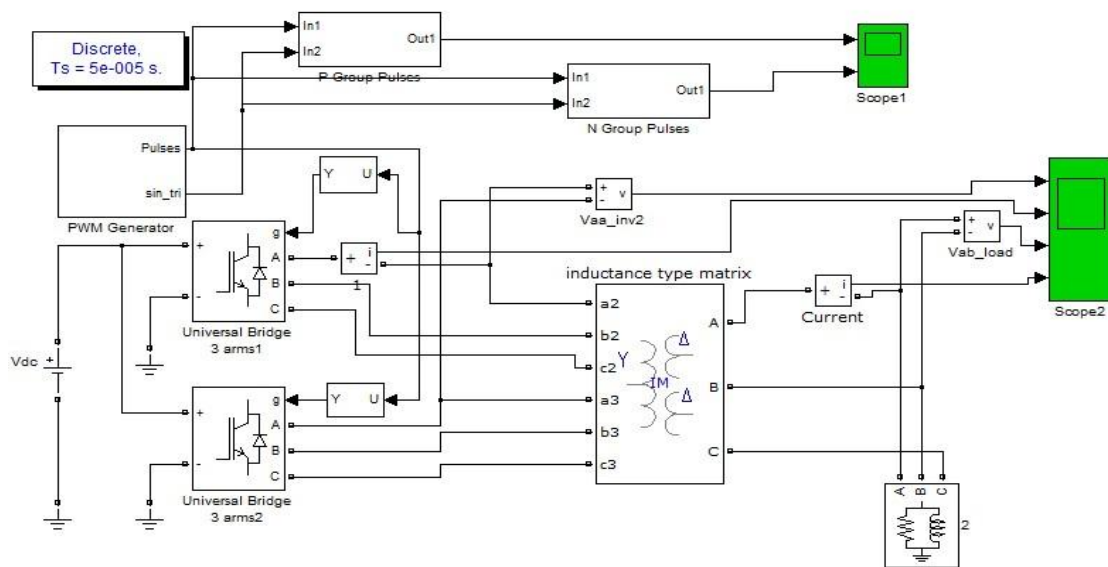 Discrete,
Ts = 5e-005 s.
In1
In2
Out1
P Group Pulses
In1
In2
Out1
N Group Pulses
Scope1
Pulses
sin_tri
PWM Generator
Y U
+
-
v
Vaa_inv2
+
-
v
Vab_load
Scope2
g
A
B
C
+
-
Universal Bridge
3 arms1
+ i
-
1
inductance type matrix
a2
b2
c2
a3
b3
c3
A
B
C
Y
Δ
IM
Δ
+ i
-
Current
Vdc
+
Y U
g
A
B
C
+
-
Universal Bridge
3 arms2
A B C
2